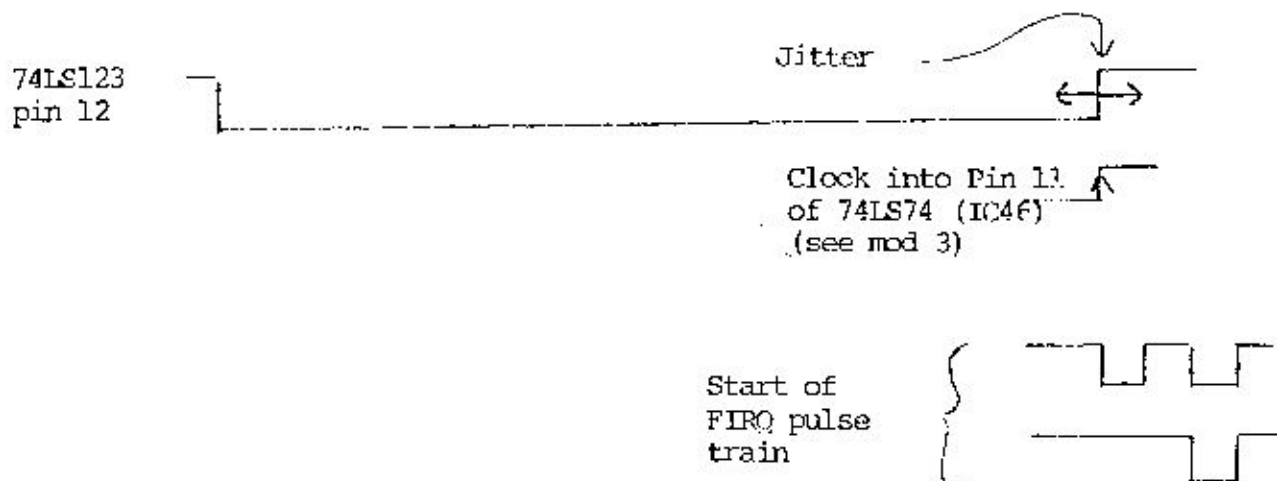 Jitter
74LS123
pin 12
Clock into Pin 11
of 74LS74 (IC46)
(see mod 3)
Start of
FIRQ pulse
train